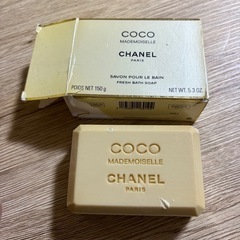 COCO
MADEMOISELLE
CHANEL
PARIS
SAVON POUR LE BAIN
FRESH BATH SOAP
POIDS NET 150 g
NET WT. 5.3 OZ.
COCO
MADEMOISELLE
CHANEL
PARIS